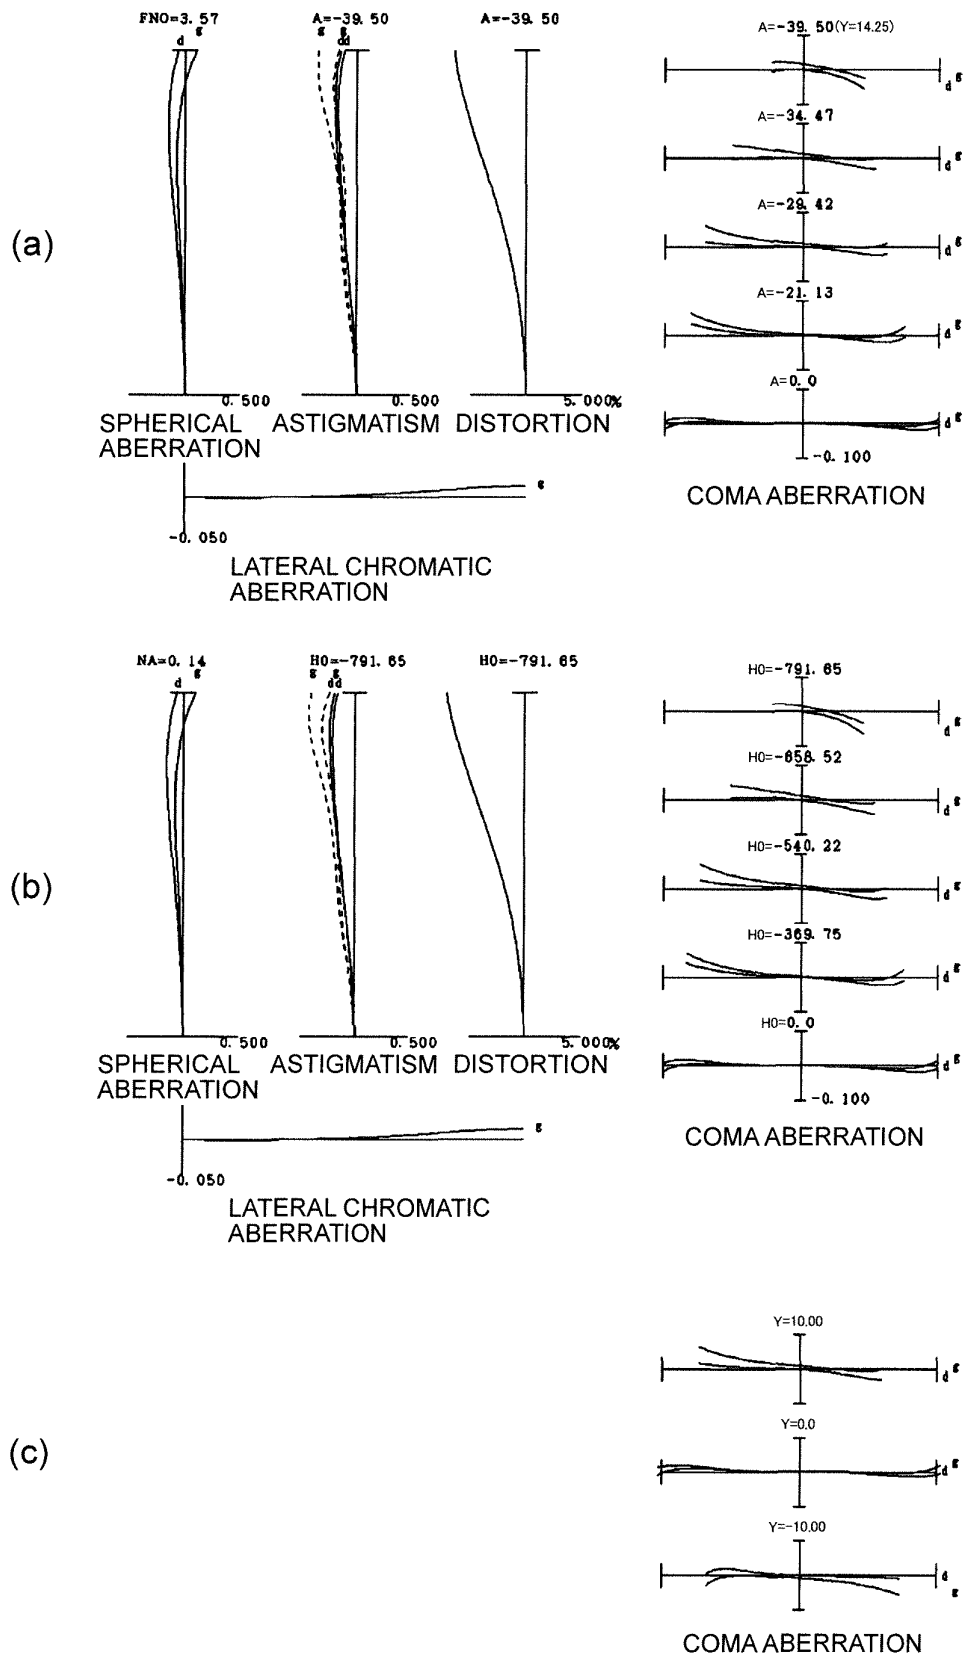 (a)
FNO=3.57
d g
A=-39.50
g g
d d
A=-39.50
0.500
0.500
5.000%
SPHERICAL
ABERRATION
ASTIGMATISM
DISTORTION
g
-0.050
LATERAL CHROMATIC
ABERRATION
A=-39.50(Y=14.25)
d g
A=-34.47
d g
A=-29.42
d g
A=-21.13
d g
A=0.0
d g
-0.100
COMA ABERRATION
(b)
NA=0.14
d g
H0=-791.65
g g
d d
H0=-791.65
0.500
0.500
5.000%
SPHERICAL
ABERRATION
ASTIGMATISM
DISTORTION
g
-0.050
LATERAL CHROMATIC
ABERRATION
H0=-791.65
d g
H0=-658.52
d g
H0=-540.22
d g
H0=-369.75
d g
H0=0.0
d g
-0.100
COMA ABERRATION
(c)
Y=10.00
d g
Y=0.0
d g
Y=-10.00
d
g
COMA ABERRATION